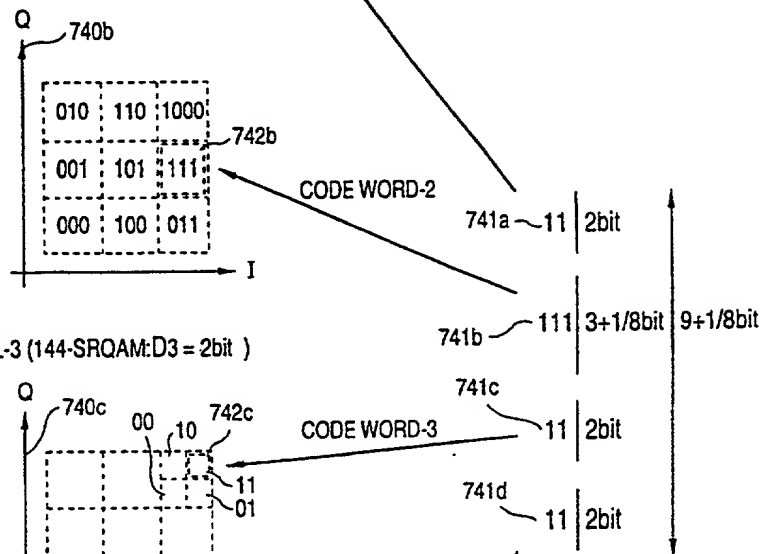 Q
740b
010 110 1000
742b
001 101 111
CODE WORD-2
000 100 011
741a 11 2bit
I
741b 111 3+1/8bit 9+1/8bit
-3 (144-SRQAM:D3 = 2bit )
741c
Q
740c
00 10 742c
CODE WORD-3
11 2bit
11
01
741d
11 2bit